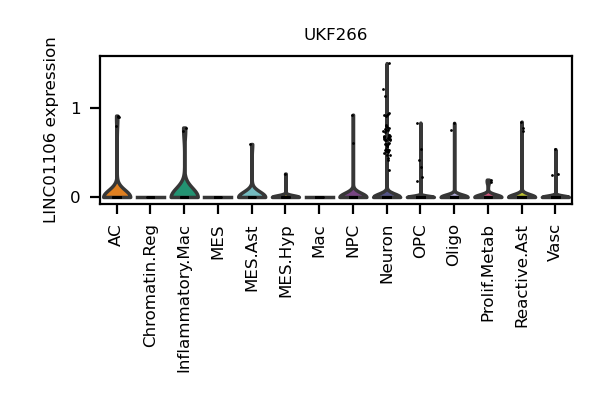 UKF266
LINC01106 expression
1
0
AC
Chromatin.Reg
Inflammatory.Mac
MES
MES.Ast
MES.Hyp
Mac
NPC
Neuron
OPC
Oligo
Prolif.Metab
Reactive.Ast
Vasc